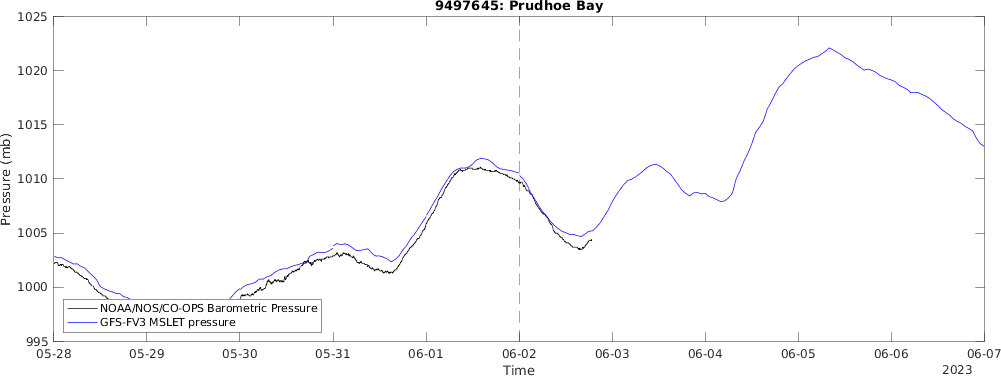 9497645: Prudhoe Bay
Pressure (mb)
1025
1020
1015
1010
1005
1000
995
NOAA/NOS/CO-OPS Barometric Pressure
GFS-FV3 MSLET pressure
05-28 05-29 05-30 05-31 06-01 06-02 06-03 06-04 06-05 06-06 06-07
Time
2023